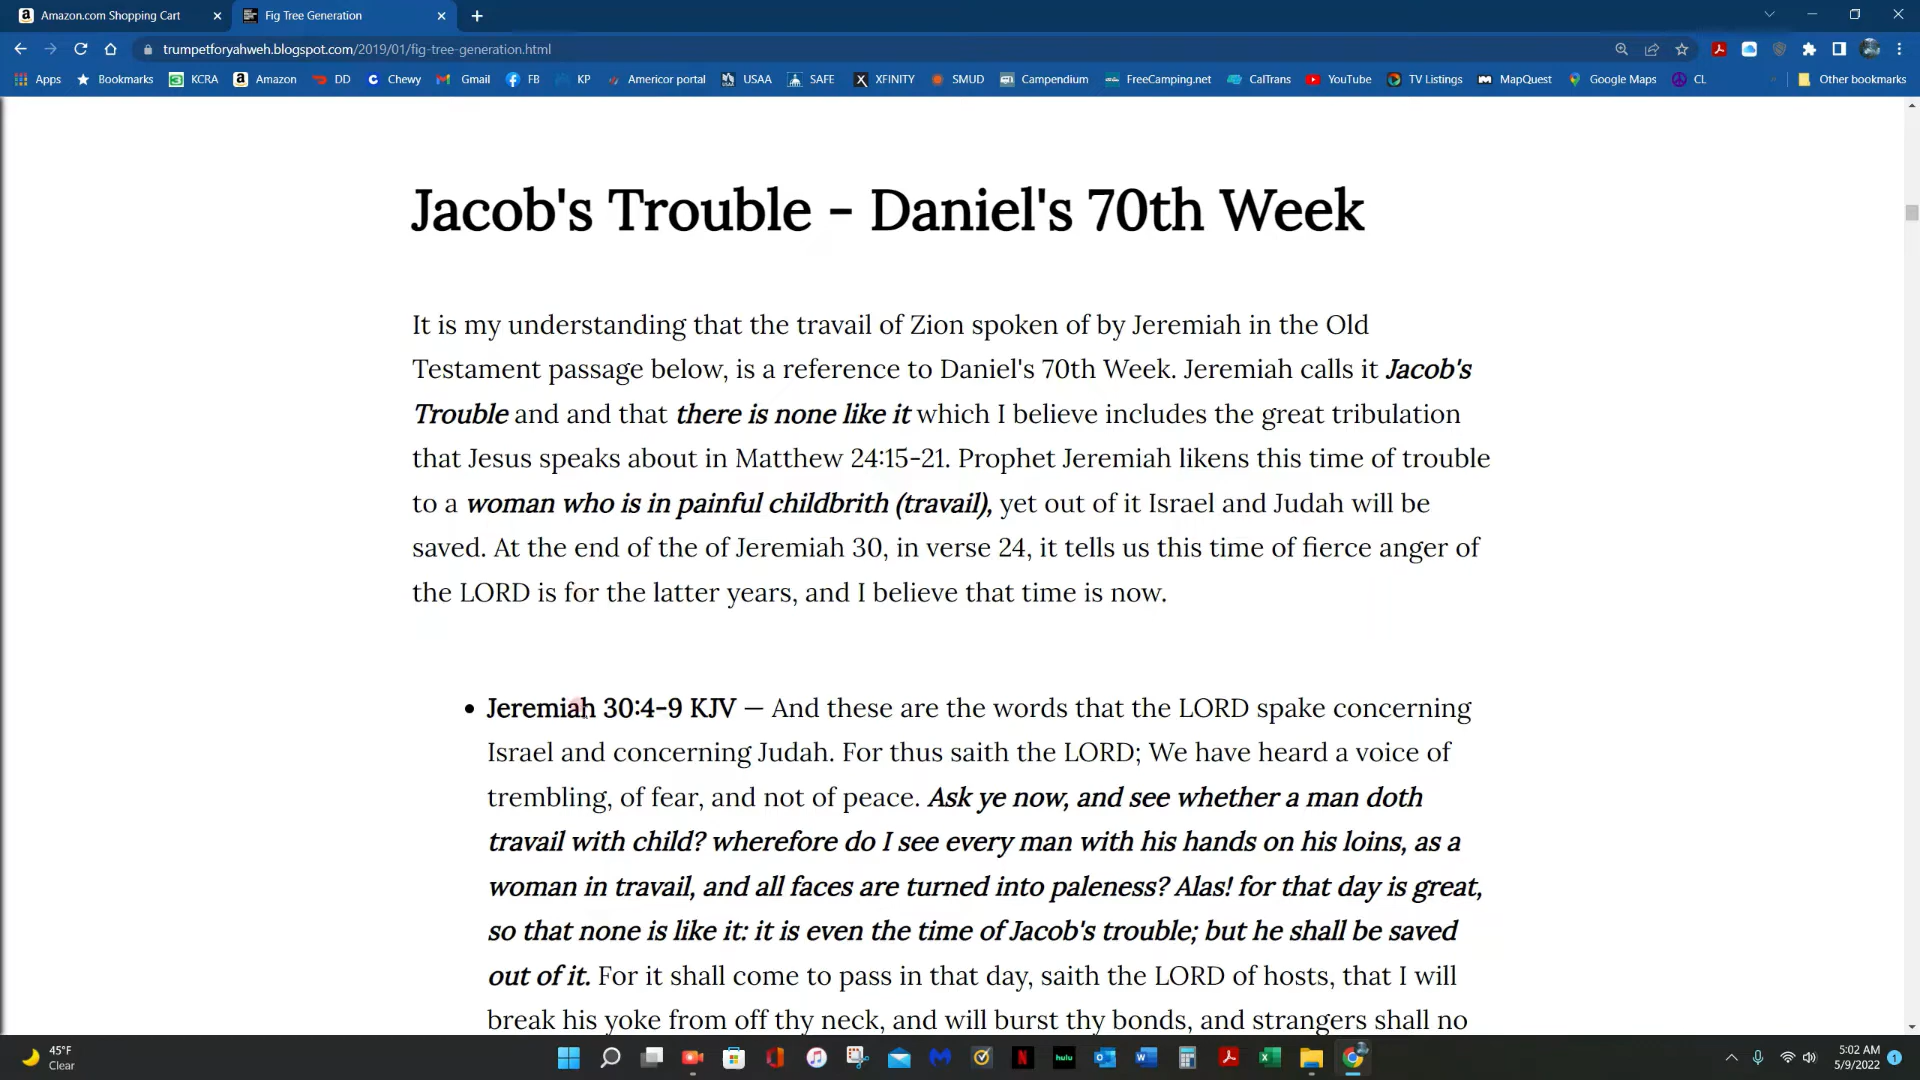 Amazon.com Shopping Cart
Fig Tree Generation
trumpetforyahweh.blogspot.com/2019/01/fig-tree-generation.html
Apps Bookmarks KCRA Amazon DD Chewy Gmail FB KP Americor portal USAA SAFE XFINITY SMUD Campendium FreeCamping.net CalTrans YouTube TV Listings MapQuest Google Maps CL Other bookmarks
Jacob's Trouble - Daniel's 70th Week
It is my understanding that the travail of Zion spoken of by Jeremiah in the Old
Testament passage below, is a reference to Daniel's 70th Week. Jeremiah calls it Jacob's
Trouble and and that there is none like it which I believe includes the great tribulation
that Jesus speaks about in Matthew 24:15-21. Prophet Jeremiah likens this time of trouble
to a woman who is in painful childbrith (travail), yet out of it Israel and Judah will be
saved. At the end of the of Jeremiah 30, in verse 24, it tells us this time of fierce anger of
the LORD is for the latter years, and I believe that time is now.
• Jeremiah 30:4-9 KJV — And these are the words that the LORD spake concerning
Israel and concerning Judah. For thus saith the LORD; We have heard a voice of
trembling, of fear, and not of peace. Ask ye now, and see whether a man doth
travail with child? wherefore do I see every man with his hands on his loins, as a
woman in travail, and all faces are turned into paleness? Alas! for that day is great,
so that none is like it: it is even the time of Jacob's trouble; but he shall be saved
out of it. For it shall come to pass in that day, saith the LORD of hosts, that I will
break his yoke from off thy neck, and will burst thy bonds, and strangers shall no
45°F
Clear
hulu
5:02 AM
5/9/2022
1